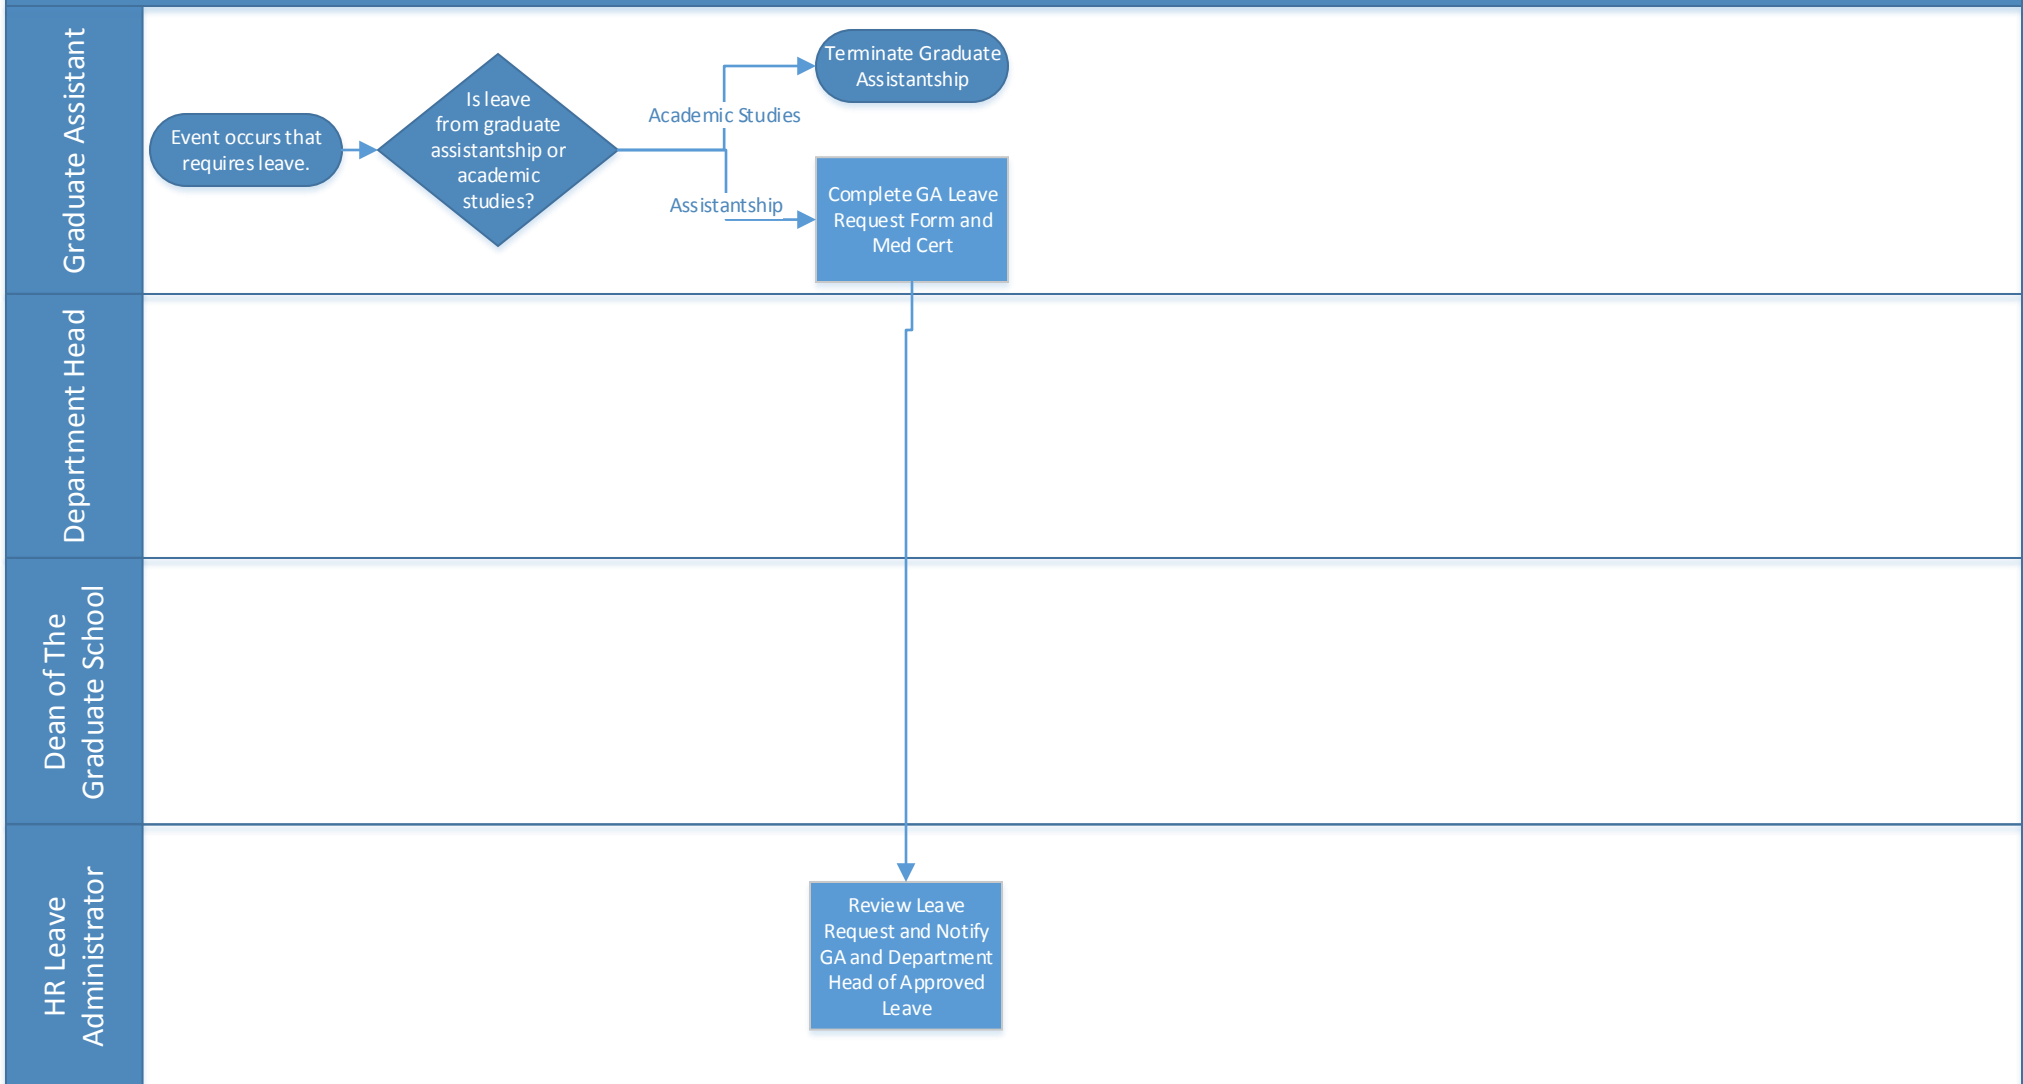 Graduate Assistant
Event occurs that
requires leave.
Is leave
from graduate
assistantship or
academic
studies?
Academic Studies
Assistantship
Terminate Graduate
Assistantship
Complete GA Leave
Request Form and
Med Cert
Department Head
Dean of The
Graduate School
HR Leave
Administrator
Review Leave
Request and Notify
GA and Department
Head of Approved
Leave